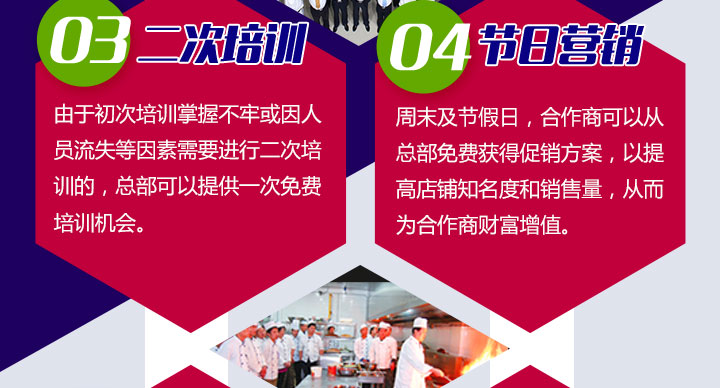 03 二次培训
由于初次培训掌握不牢或因人
员流失等因素需要进行二次培
训的，总部可以提供一次免费
培训机会。
04 节日营销
周末及节假日，合作商可以从
总部免费获得促销方案，以提
高店铺知名度和销售量，从而
为合作商财富增值。